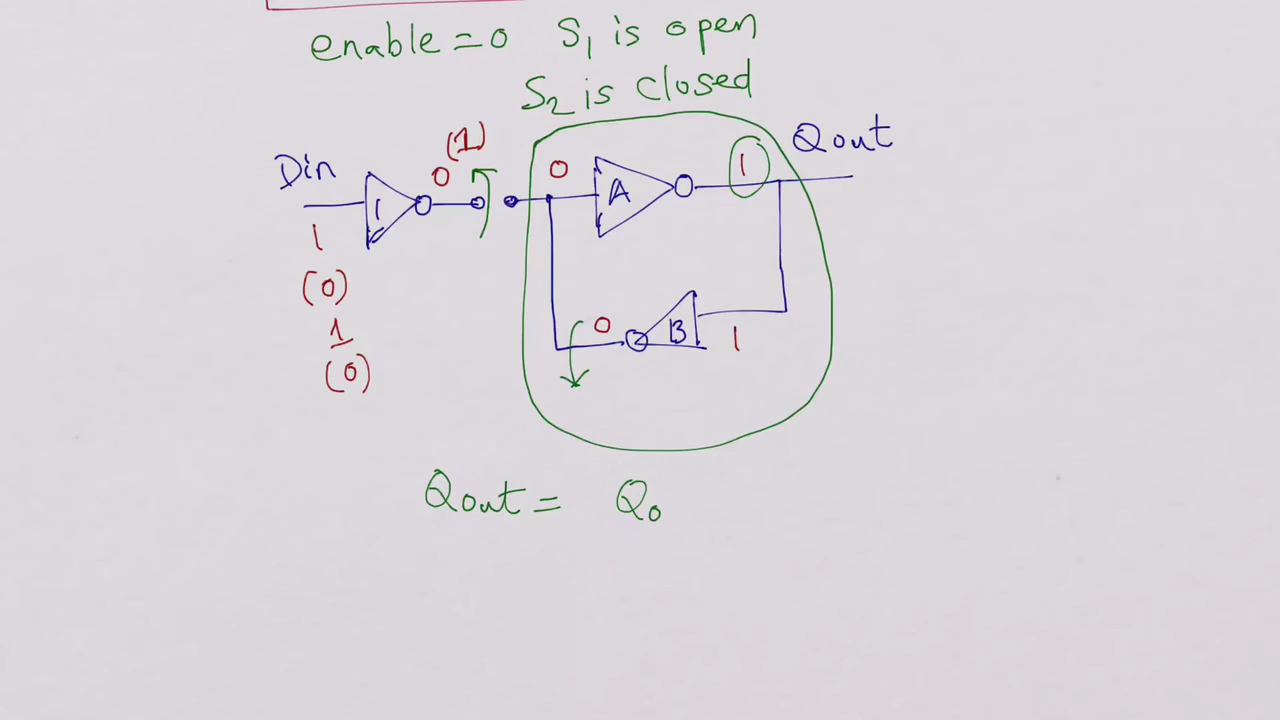 enable = 0 S1 is open
S2 is closed
(1)
Din
0
0
1
Qout
1
A
1
(0)
0
B
1
1
(0)
Qout = Q0